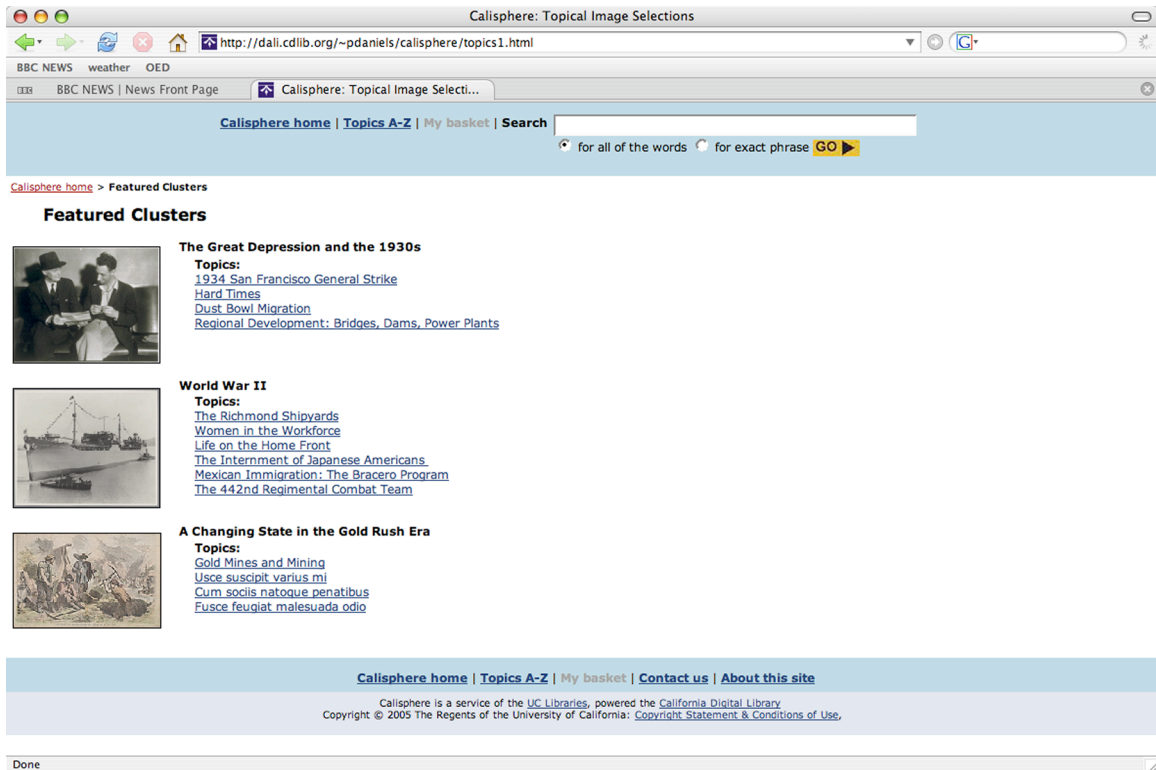 Calisphere: Topical Image Selections
http://dali.cdlib.org/~pdaniels/calisphere/topics1.html
G
BBC NEWS weather OED
BBC NEWS | News Front Page Calisphere: Topical Image Selecti...
Calisphere home | Topics A-Z | My basket | Search
for all of the words for exact phrase GO
Calisphere home > Featured Clusters
Featured Clusters
The Great Depression and the 1930s
Topics:
1934 San Francisco General Strike
Hard Times
Dust Bowl Migration
Regional Development: Bridges, Dams, Power Plants
World War II
Topics:
The Richmond Shipyards
Women in the Workforce
Life on the Home Front
The Internment of Japanese Americans
Mexican Immigration: The Bracero Program
The 442nd Regimental Combat Team
A Changing State in the Gold Rush Era
Topics:
Gold Mines and Mining
Usce suscipit varius mi
Cum sociis natoque penatibus
Fusce feugiat malesuada odio
Calisphere home | Topics A-Z | My basket | Contact us | About this site
Calisphere is a service of the UC Libraries, powered the California Digital Library
Copyright © 2005 The Regents of the University of California: Copyright Statement & Conditions of Use,
Done